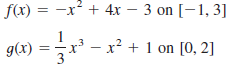 f(x) = −x² + 4x − 3 on [−1, 3]
g(x) = 1/3 x³ − x² + 1 on [0, 2]